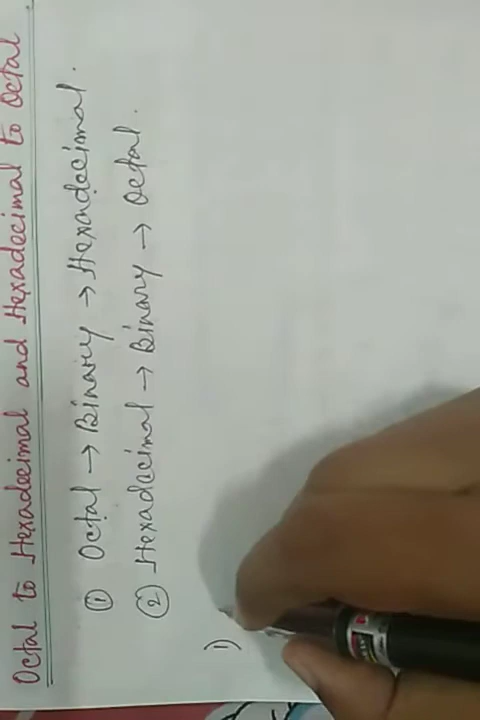 Octal to Hexadecimal and Hexadecimal to Octal
① Octal → Binary → Hexadecimal.
② Hexadecimal → Binary → Octal.
1)